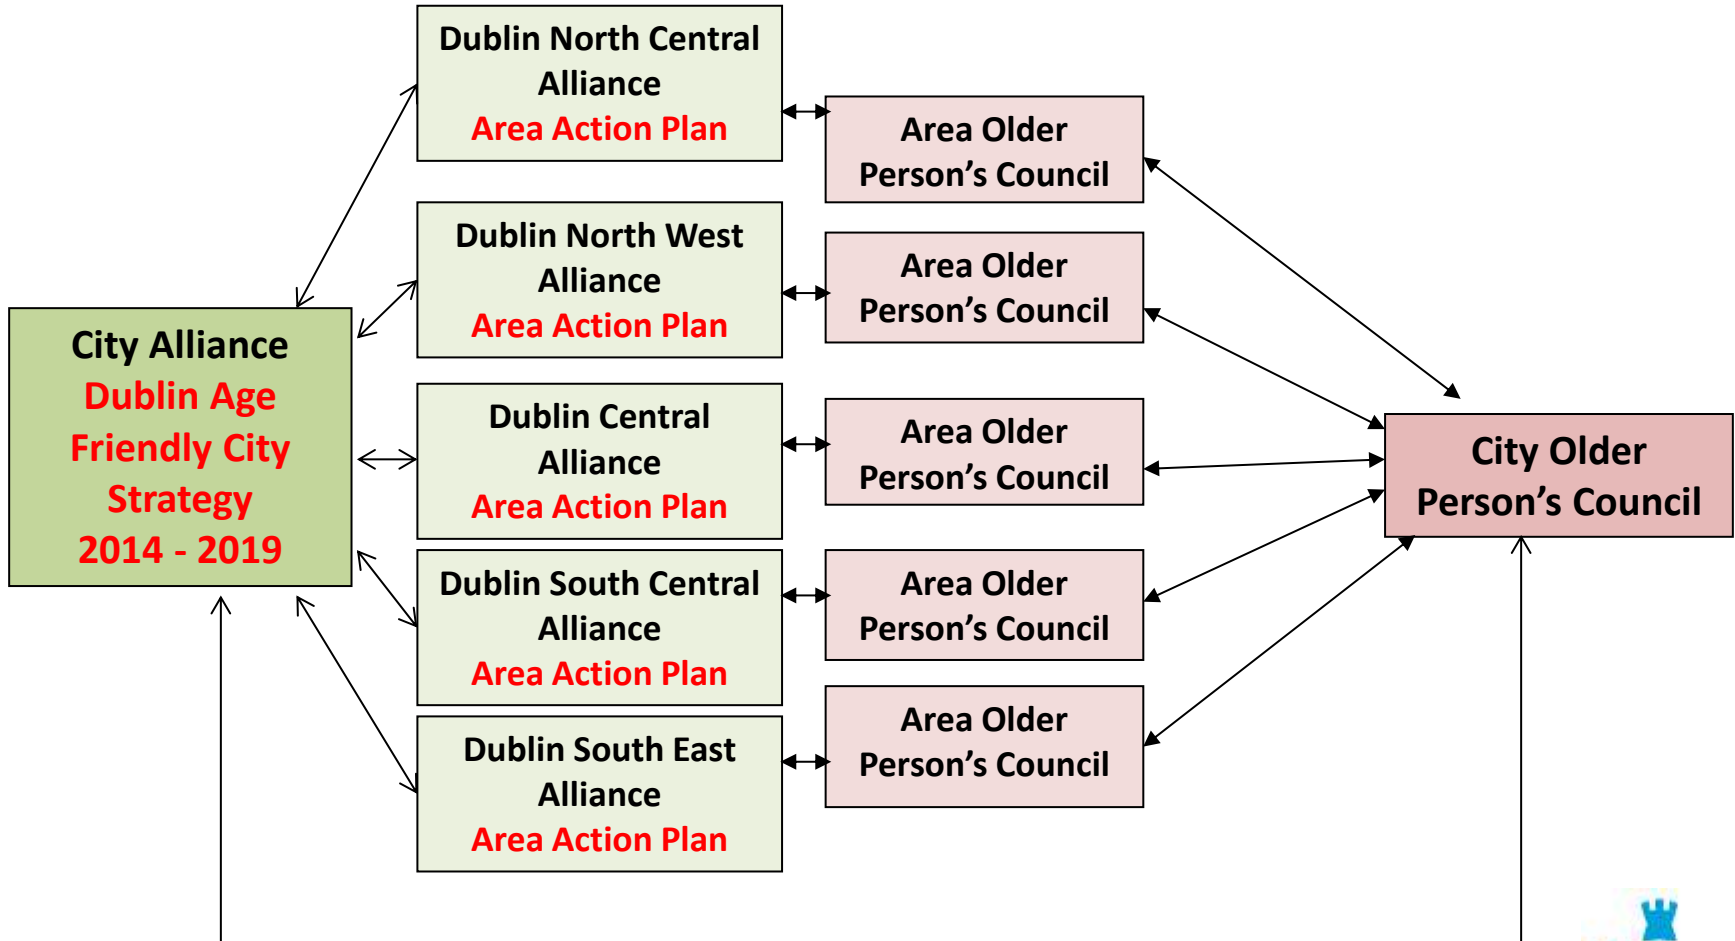 City Alliance
Dublin Age
Friendly City
Strategy
2014 - 2019
Dublin North Central
Alliance
Area Action Plan
Dublin North West
Alliance
Area Action Plan
Dublin Central
Alliance
Area Action Plan
Dublin South Central
Alliance
Area Action Plan
Dublin South East
Alliance
Area Action Plan
Area Older
Person’s Council
Area Older
Person’s Council
Area Older
Person’s Council
Area Older
Person’s Council
Area Older
Person’s Council
City Older
Person’s Council